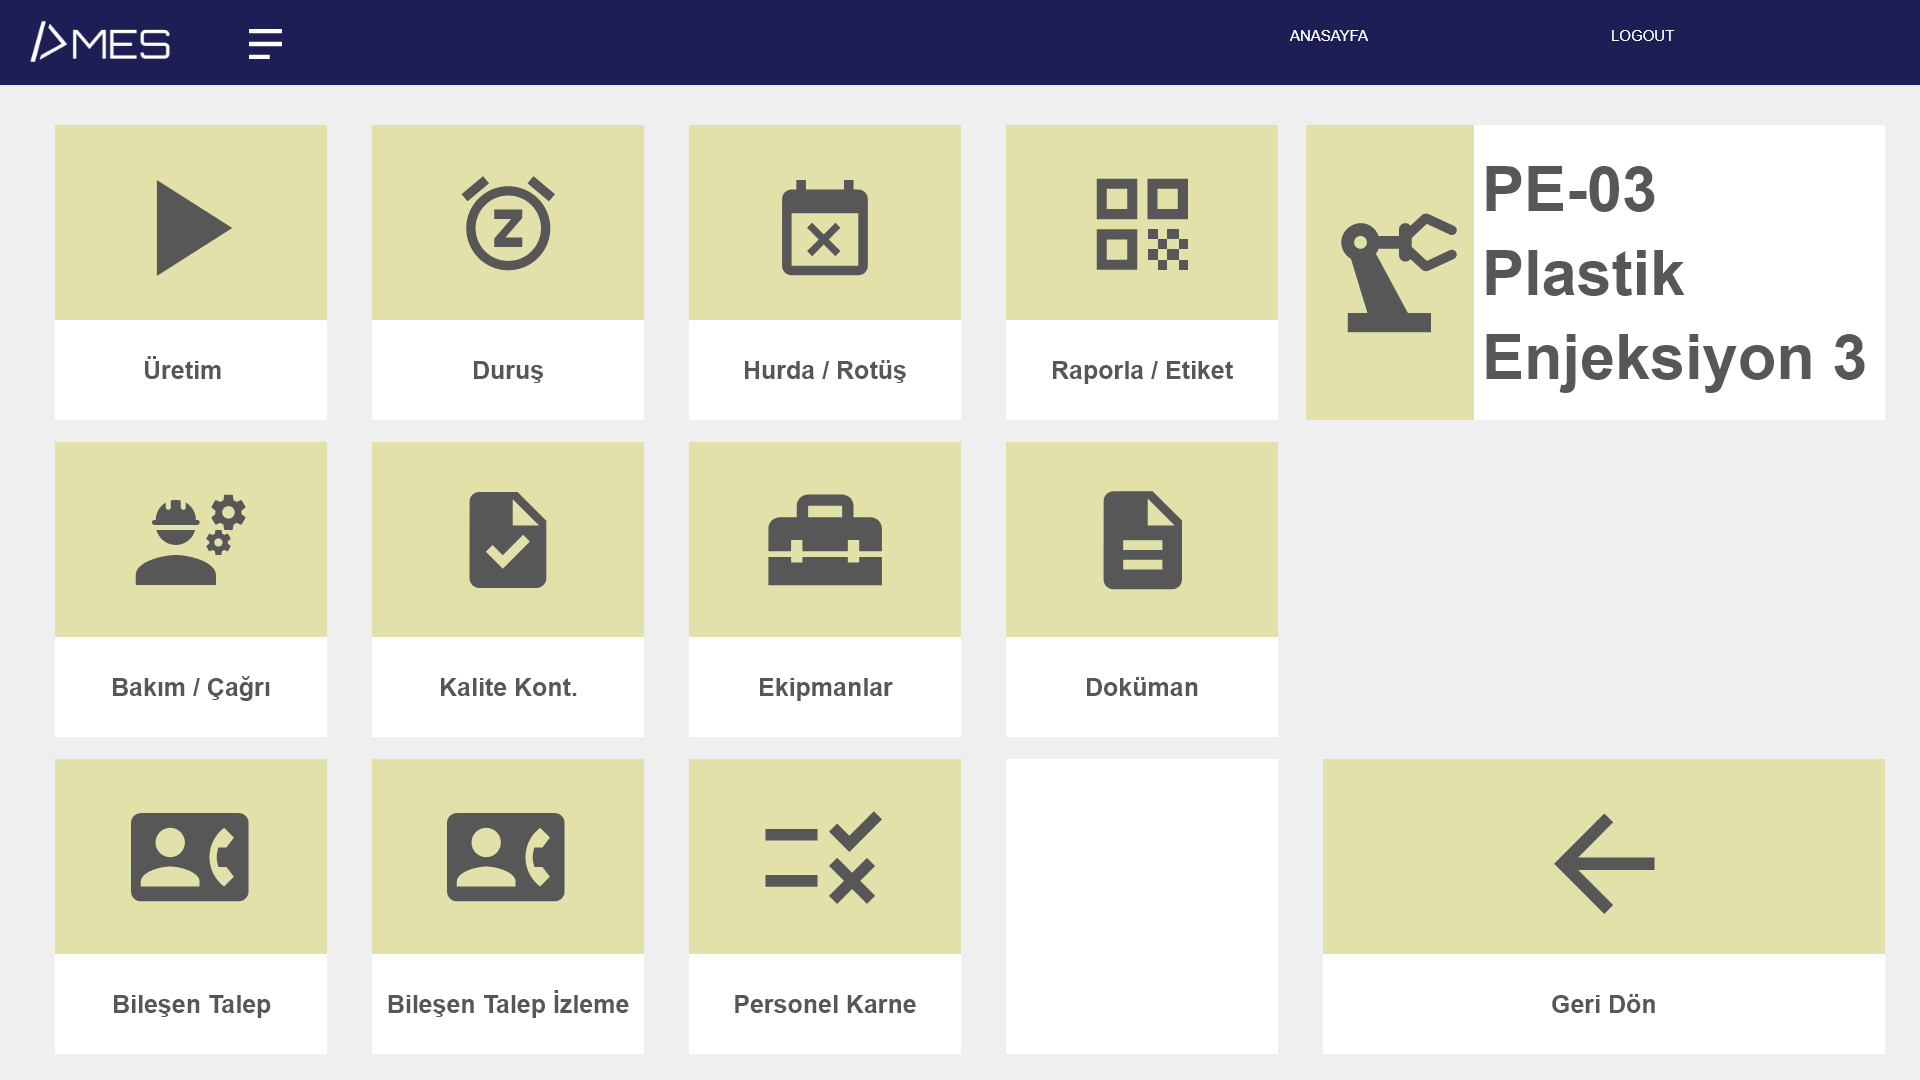 MES
ANASAYFA
LOGOUT
Üretim
Duruş
Hurda / Rotüş
Raporla / Etiket
PE-03
Plastik
Enjeksiyon 3
Bakım / Çağrı
Kalite Kont.
Ekipmanlar
Doküman
Bileşen Talep
Bileşen Talep İzleme
Personel Karne
Geri Dön